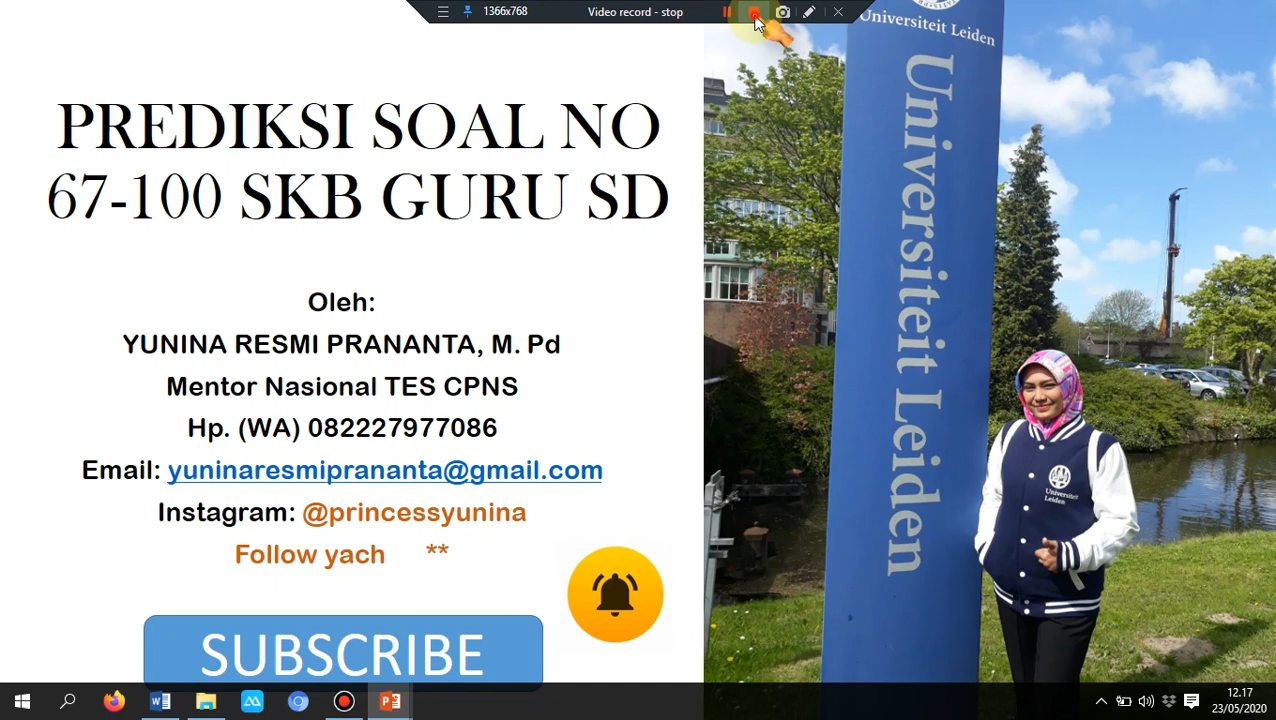 1366x768
Video record - stop
PREDIKSI SOAL NO
67-100 SKB GURU SD
Oleh:
YUNINA RESMI PRANANTA, M. Pd
Mentor Nasional TES CPNS
Hp. (WA) 082227977086
Email: yuninaresmiprananta@gmail.com
Instagram: @princessyunina
Follow yach **
SUBSCRIBE
Universiteit Leiden
Universiteit Leiden
Universiteit
Leiden
12.17
23/05/2020